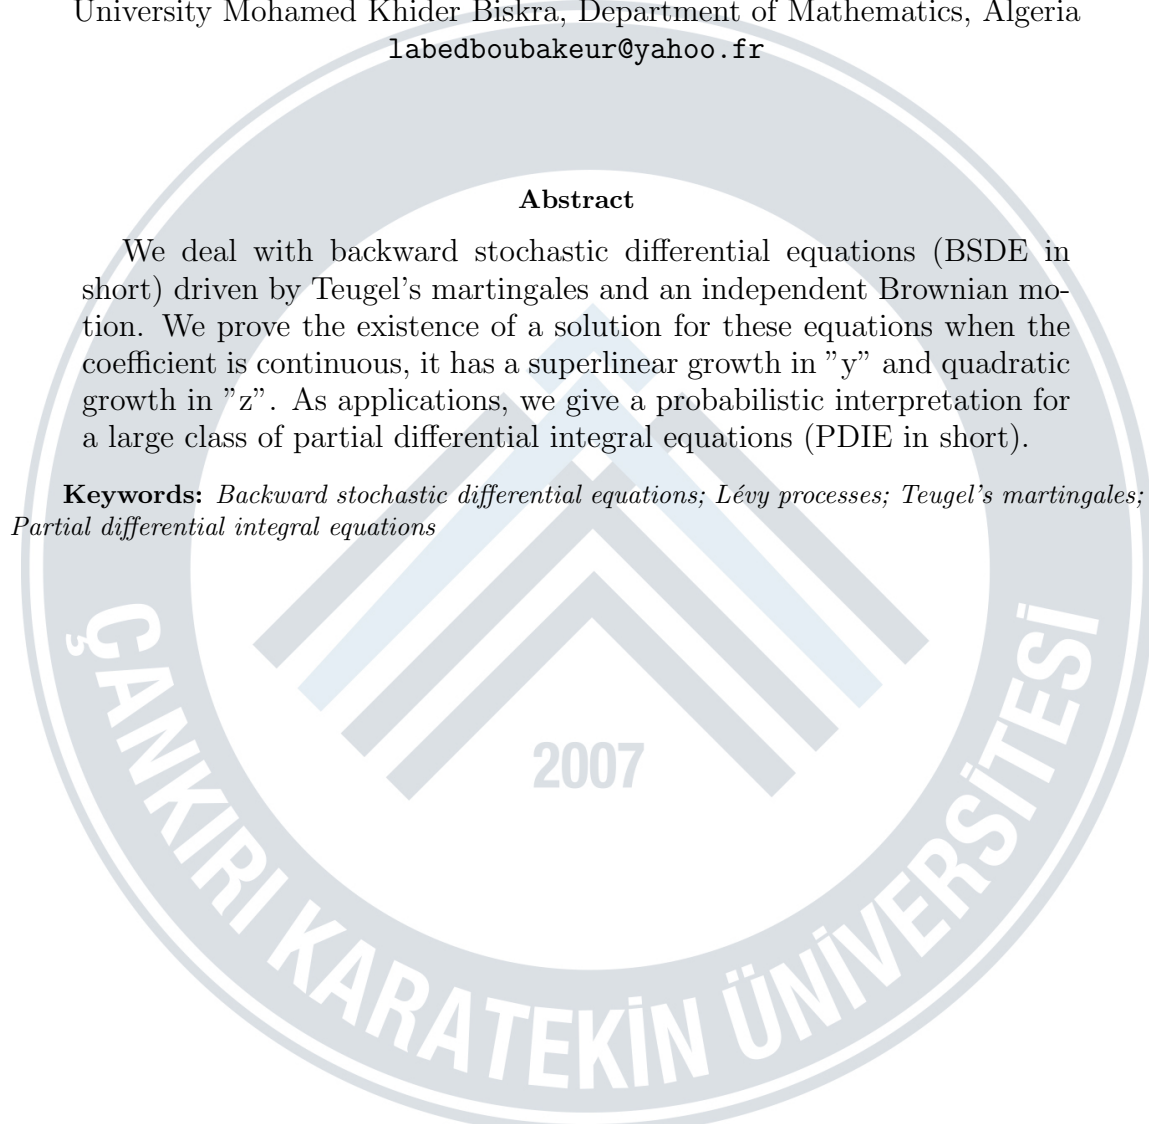 University Mohamed Khider Biskra, Department of Mathematics, Algeria
labedboubakeur@yahoo.fr
Abstract
We deal with backward stochastic differential equations (BSDE in
short) driven by Teugel's martingales and an independent Brownian mo-
tion. We prove the existence of a solution for these equations when the
coefficient is continuous, it has a superlinear growth in ”y” and quadratic
growth in ”z”. As applications, we give a probabilistic interpretation for
a large class of partial differential integral equations (PDIE in short).
Keywords: Backward stochastic differential equations; Lévy processes; Teugel's martingales;
Partial differential integral equations
2007
ÇANKIRI KARATEKİN ÜNİVERSİTESİ